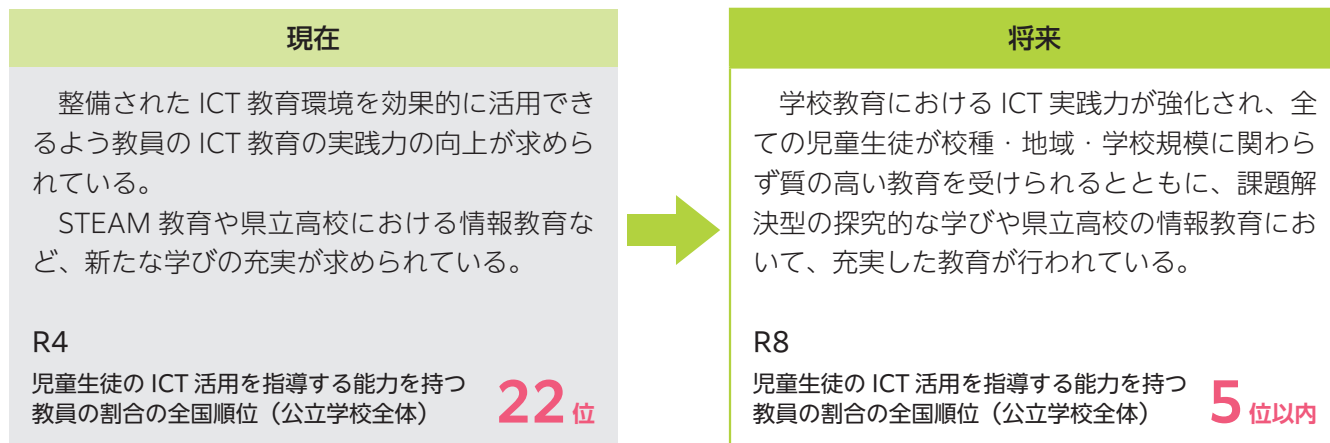 現在
整備された ICT 教育環境を効果的に活用でき
るよう教員の ICT 教育の実践力の向上が求めら
れている。
STEAM 教育や県立高校における情報教育な
ど、新たな学びの充実が求められている。
R4
児童生徒の ICT 活用を指導する能力を持つ
教員の割合の全国順位（公立学校全体）
22 位
将来
学校教育における ICT 実践力が強化され、全
ての児童生徒が校種・地域・学校規模に関わら
ず質の高い教育を受けられるとともに、課題解
決型の探究的な学びや県立高校の情報教育にお
いて、充実した教育が行われている。
R8
児童生徒の ICT 活用を指導する能力を持つ
教員の割合の全国順位（公立学校全体）
5 位以内